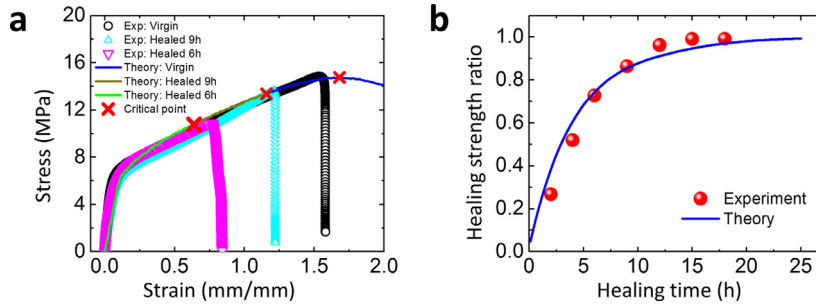 a
20
16
12
8
4
0
Stress (MPa)
Exp: Virgin
Exp: Healed 9h
Exp: Healed 6h
Theory: Virgin
Theory: Healed 9h
Theory: Healed 6h
Critical point
0.0 0.5 1.0 1.5 2.0
Strain (mm/mm)
b
1.0
0.8
0.6
0.4
0.2
0.0
Healing strength ratio
Experiment
Theory
0 5 10 15 20 25
Healing time (h)